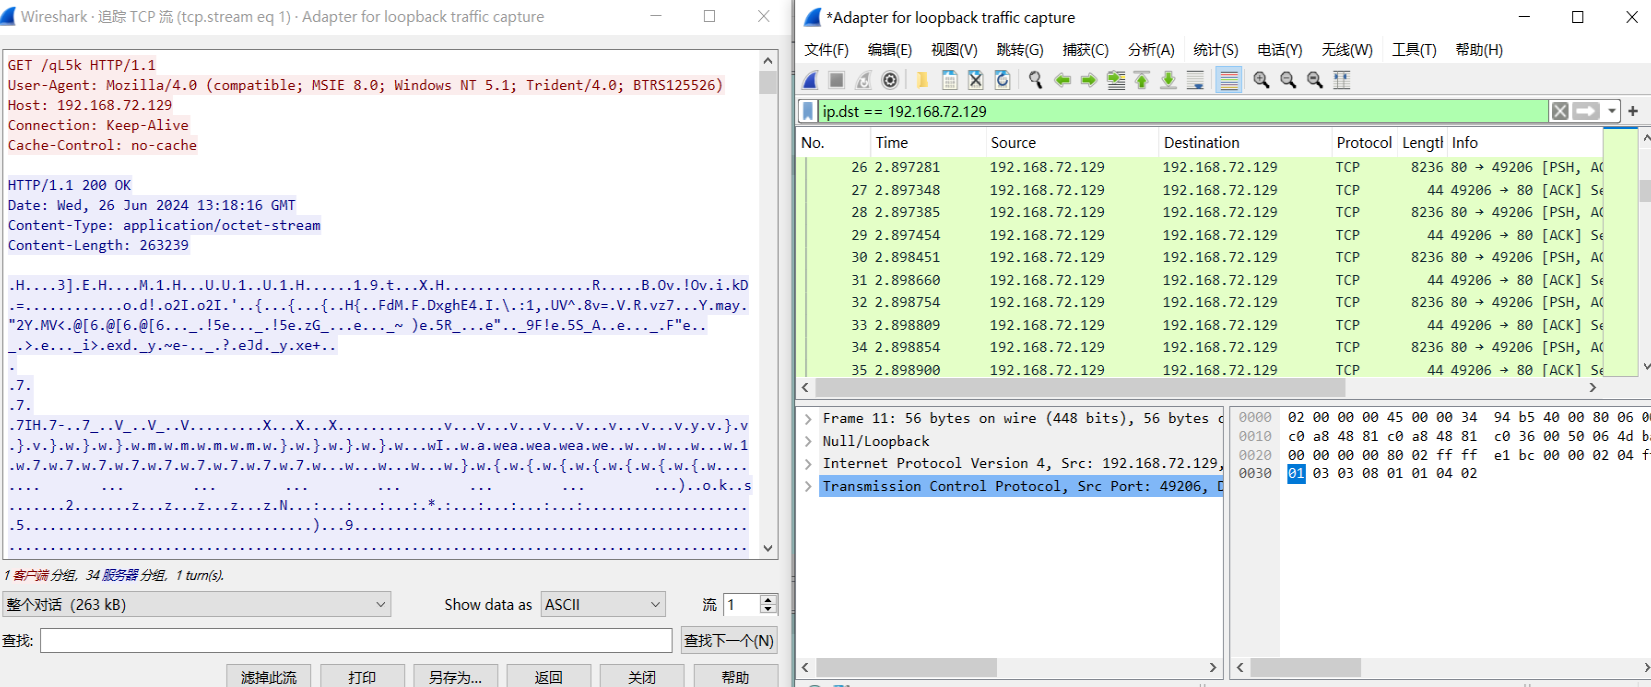 Wireshark · 追踪 TCP 流 (tcp.stream eq 1) · Adapter for loopback traffic capture
GET /qL5k HTTP/1.1
User-Agent: Mozilla/4.0 (compatible; MSIE 8.0; Windows NT 5.1; Trident/4.0; BTRS125526)
Host: 192.168.72.129
Connection: Keep-Alive
Cache-Control: no-cache
HTTP/1.1 200 OK
Date: Wed, 26 Jun 2024 13:18:16 GMT
Content-Type: application/octet-stream
Content-Length: 263239
.H....3].E.H....M.1.H...U.U.1..U.1.H......1.9.t...X.H..................R.....B.Ov.!Ov.i.kD
.=............o.d!.o2I.o2I.'..{...{...{..H{..FdM.F.DxghE4.I.\.:1,.UV^.8v=.V.R.vz7...Y.may.
"2Y.MV<.@[6.@[6.@[6..._.!5e..._.!5e.zG_...e..._~ )e.5R_...e".._9F!e.5S_A..e..._.F"e..
_.>.e..._i>.exd._y.~e-.._.?.eJd._y.xe+..
.
.7.
.7.
.7IH.7-..7_..V_..V_..V.........X...X...X.............v...v...v...v...v...v...v.y.v.}.v
.}.v.}.w.}.w.}.w.m.w.m.w.m.w.m.w.}.w.}.w.}.w.}.w...wI..w.a.wea.wea.wea.we..w...w...w...w.1
.w.7.w.7.w.7.w.7.w.7.w.7.w.7.w.7.w...w...w...w...w.}.w.{.w.{.w.{.w.{.w.{.w.{.w.{.w....
.... ... ... ... ... ... ... ...)..o.k..s
.......2.......z...z...z...z...z.N...:...:...:...:.*.:...:...:...:...:....................
.5...................................)...9................................................
1 客户端 分组, 34 服务器 分组, 1 turn(s).
整个对话 (263 kB)
Show data as
ASCII
流
1
查找:
查找下一个(N)
滤掉此流
打印
另存为...
返回
关闭
帮助
*Adapter for loopback traffic capture
文件(F) 编辑(E) 视图(V) 跳转(G) 捕获(C) 分析(A) 统计(S) 电话(Y) 无线(W) 工具(T) 帮助(H)
ip.dst == 192.168.72.129
No. Time Source Destination Protocol Lengtl Info
26 2.897281 192.168.72.129 192.168.72.129 TCP 8236 80 → 49206 [PSH, AC
27 2.897348 192.168.72.129 192.168.72.129 TCP 44 49206 → 80 [ACK] Se
28 2.897385 192.168.72.129 192.168.72.129 TCP 8236 80 → 49206 [PSH, AC
29 2.897454 192.168.72.129 192.168.72.129 TCP 44 49206 → 80 [ACK] Se
30 2.898451 192.168.72.129 192.168.72.129 TCP 8236 80 → 49206 [PSH, AC
31 2.898660 192.168.72.129 192.168.72.129 TCP 44 49206 → 80 [ACK] Se
32 2.898754 192.168.72.129 192.168.72.129 TCP 8236 80 → 49206 [PSH, AC
33 2.898809 192.168.72.129 192.168.72.129 TCP 44 49206 → 80 [ACK] Se
34 2.898854 192.168.72.129 192.168.72.129 TCP 8236 80 → 49206 [PSH, AC
35 2.898900 192.168.72.129 192.168.72.129 TCP 44 49206 → 80 [ACK] Se
Frame 11: 56 bytes on wire (448 bits), 56 bytes c
Null/Loopback
Internet Protocol Version 4, Src: 192.168.72.129,
Transmission Control Protocol, Src Port: 49206, D
0000 02 00 00 00 45 00 00 34 94 b5 40 00 80 06 00
0010 c0 a8 48 81 c0 a8 48 81 c0 36 00 50 06 4d b
0020 00 00 00 00 80 02 ff ff e1 bc 00 00 02 04 f
0030 01 03 03 08 01 01 04 02